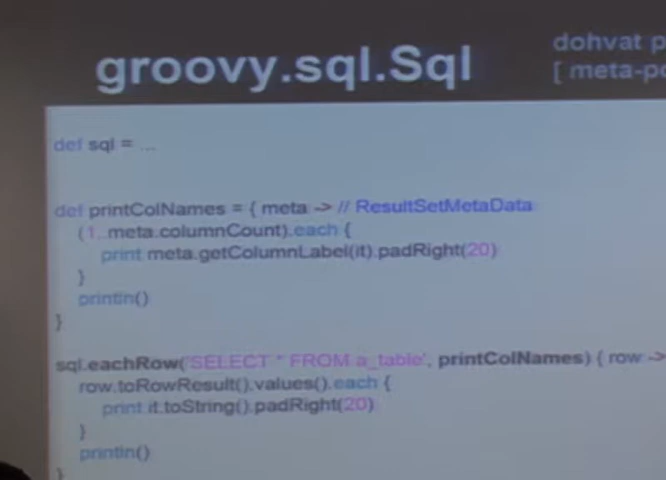 groovy.sql.Sql
dohvat p
[ meta-po
def sql = ...
def printColNames = { meta -> // ResultSetMetaData
(1..meta.columnCount).each {
print meta.getColumnLabel(it).padRight(20)
}
println()
}
sql.eachRow('SELECT * FROM a_table', printColNames) { row ->
row.toRowResult().values().each {
print it.toString().padRight(20)
}
println()
}